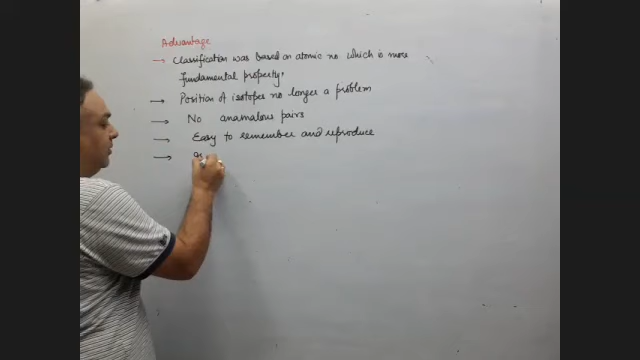 Advantage
→ Classification was based on atomic no which is more
fundamental property.
→ Position of isotopes no longer a problem
→ No anamalous pairs
→ Easy to remember and reproduce
→